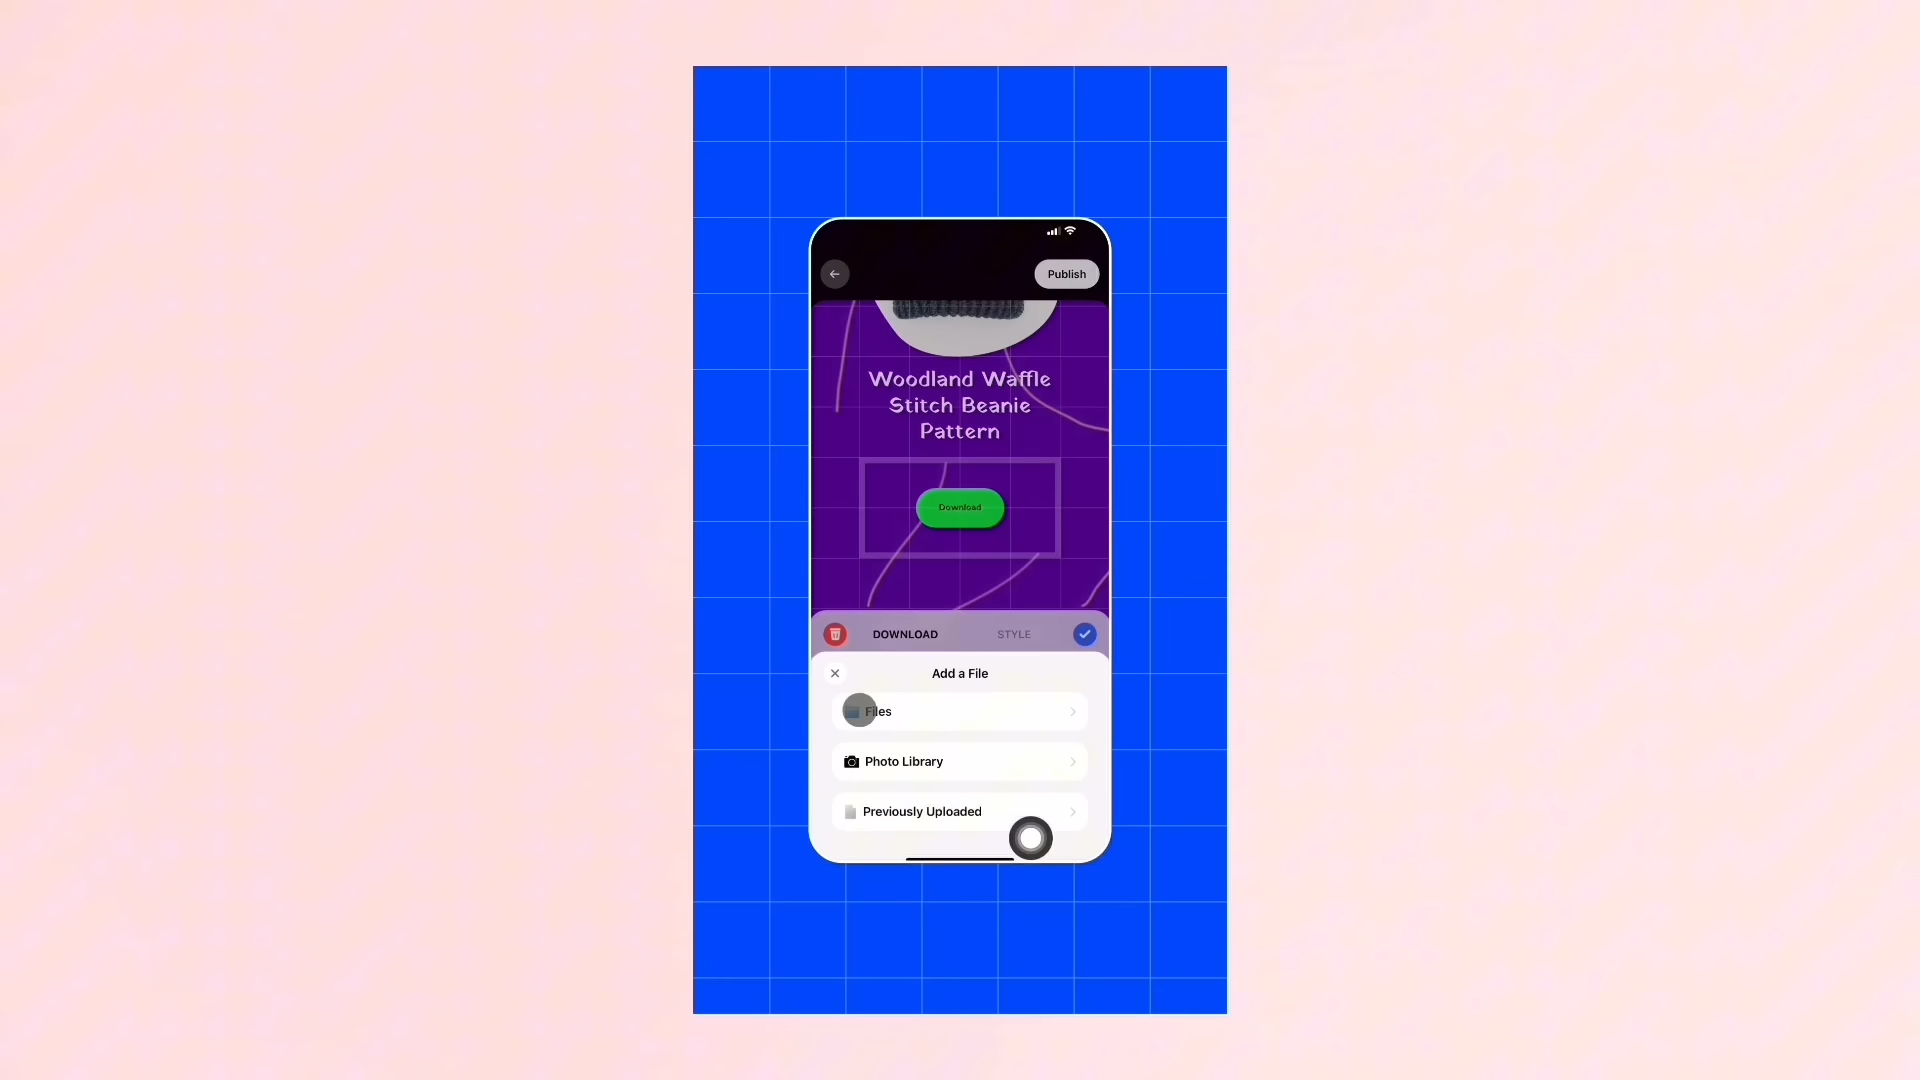 Publish
Woodland Waffle
Stitch Beanie
Pattern
Download
DOWNLOAD STYLE
Add a File
Files
Photo Library
Previously Uploaded